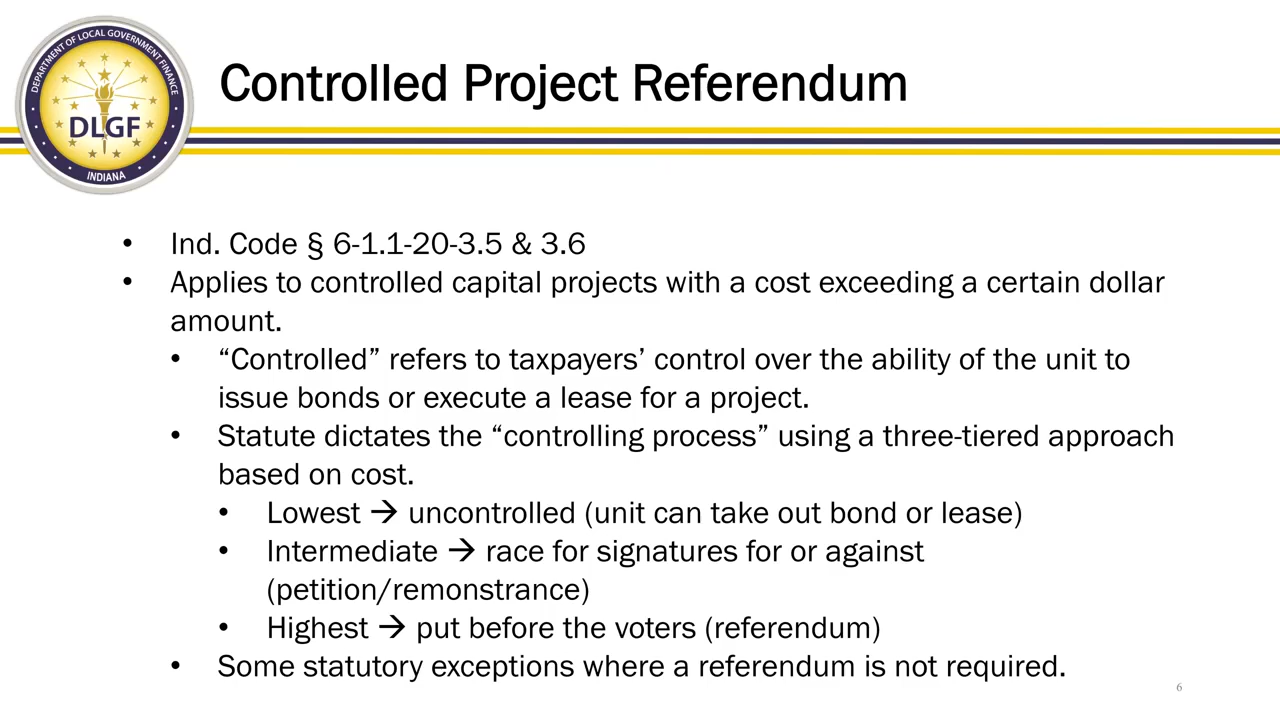 DEPARTMENT OF LOCAL GOVERNMENT FINANCE
DLGF
INDIANA
Controlled Project Referendum
• Ind. Code § 6-1.1-20-3.5 & 3.6
• Applies to controlled capital projects with a cost exceeding a certain dollar
amount.
• “Controlled” refers to taxpayers’ control over the ability of the unit to
issue bonds or execute a lease for a project.
• Statute dictates the “controlling process” using a three-tiered approach
based on cost.
• Lowest → uncontrolled (unit can take out bond or lease)
• Intermediate → race for signatures for or against
(petition/remonstrance)
• Highest → put before the voters (referendum)
• Some statutory exceptions where a referendum is not required.
6